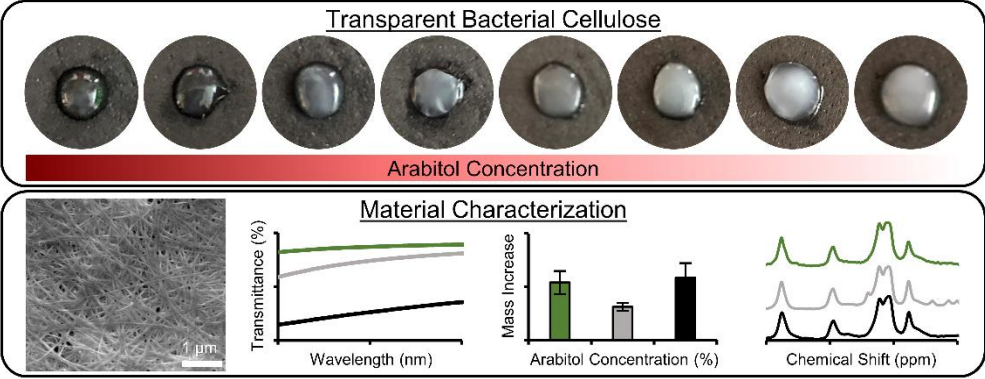 Transparent Bacterial Cellulose
Arabitol Concentration
Material Characterization
1 μm
Transmittance (%)
Wavelength (nm)
Mass Increase
Arabitol Concentration (%)
Chemical Shift (ppm)